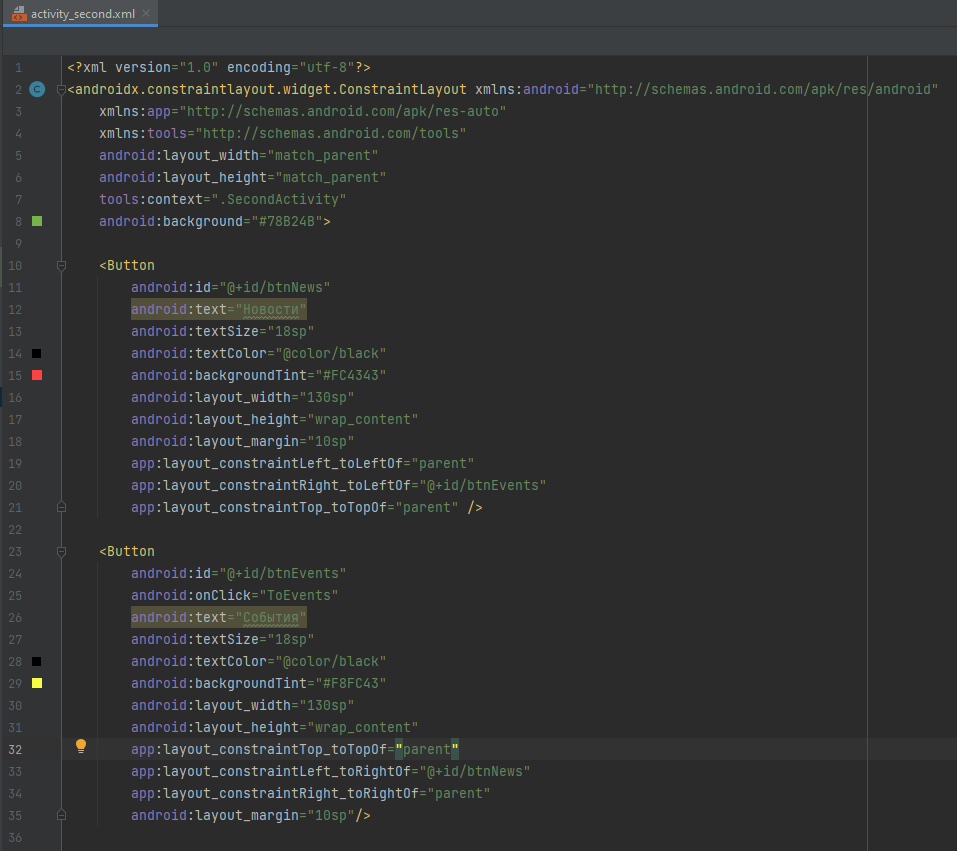 activity_second.xml
1 <?xml version="1.0" encoding="utf-8"?>
2 <androidx.constraintlayout.widget.ConstraintLayout xmlns:android="http://schemas.android.com/apk/res/android"
3 xmlns:app="http://schemas.android.com/apk/res-auto"
4 xmlns:tools="http://schemas.android.com/tools"
5 android:layout_width="match_parent"
6 android:layout_height="match_parent"
7 tools:context=".SecondActivity"
8 android:background="#78B24B">
9
10 <Button
11 android:id="@+id/btnNews"
12 android:text="Новости"
13 android:textSize="18sp"
14 android:textColor="@color/black"
15 android:backgroundTint="#FC4343"
16 android:layout_width="130sp"
17 android:layout_height="wrap_content"
18 android:layout_margin="10sp"
19 app:layout_constraintLeft_toLeftOf="parent"
20 app:layout_constraintRight_toLeftOf="@+id/btnEvents"
21 app:layout_constraintTop_toTopOf="parent" />
22
23 <Button
24 android:id="@+id/btnEvents"
25 android:onClick="ToEvents"
26 android:text="События"
27 android:textSize="18sp"
28 android:textColor="@color/black"
29 android:backgroundTint="#F8FC43"
30 android:layout_width="130sp"
31 android:layout_height="wrap_content"
32 app:layout_constraintTop_toTopOf="parent"
33 app:layout_constraintLeft_toRightOf="@+id/btnNews"
34 app:layout_constraintRight_toRightOf="parent"
35 android:layout_margin="10sp"/>
36